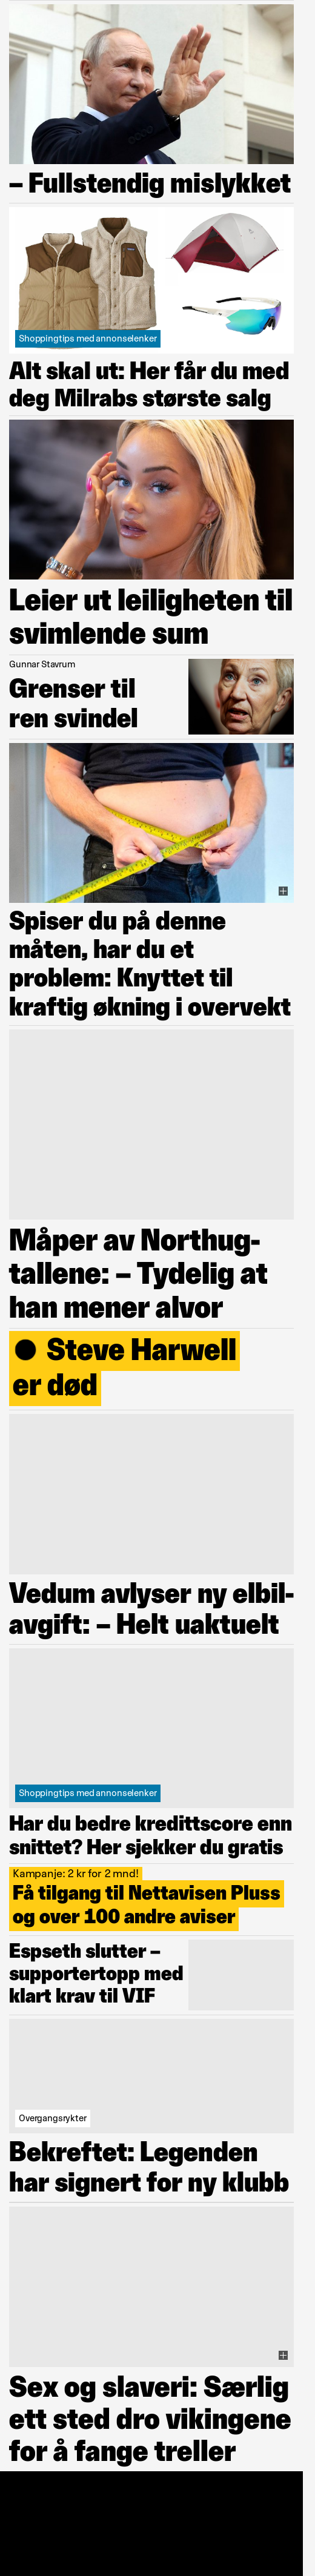 – Fullstendig mislykket
Shoppingtips med annonselenker
Alt skal ut: Her får du med
deg Milrabs største salg
Leier ut leiligheten til
svimlende sum
Gunnar Stavrum
Grenser til
ren svindel
Spiser du på denne
måten, har du et
problem: Knyttet til
kraftig økning i overvekt
Måper av Northug-
tallene: – Tydelig at
han mener alvor
Steve Harwell
er død
Vedum avlyser ny elbil-
avgift: – Helt uaktuelt
Shoppingtips med annonselenker
Har du bedre kredittscore enn
snittet? Her sjekker du gratis
Kampanje: 2 kr for 2 mnd!
Få tilgang til Nettavisen Pluss
og over 100 andre aviser
Espseth slutter –
supportertopp med
klart krav til VIF
Overgangsrykter
Bekreftet: Legenden
har signert for ny klubb
Sex og slaveri: Særlig
ett sted dro vikingene
for å fange treller